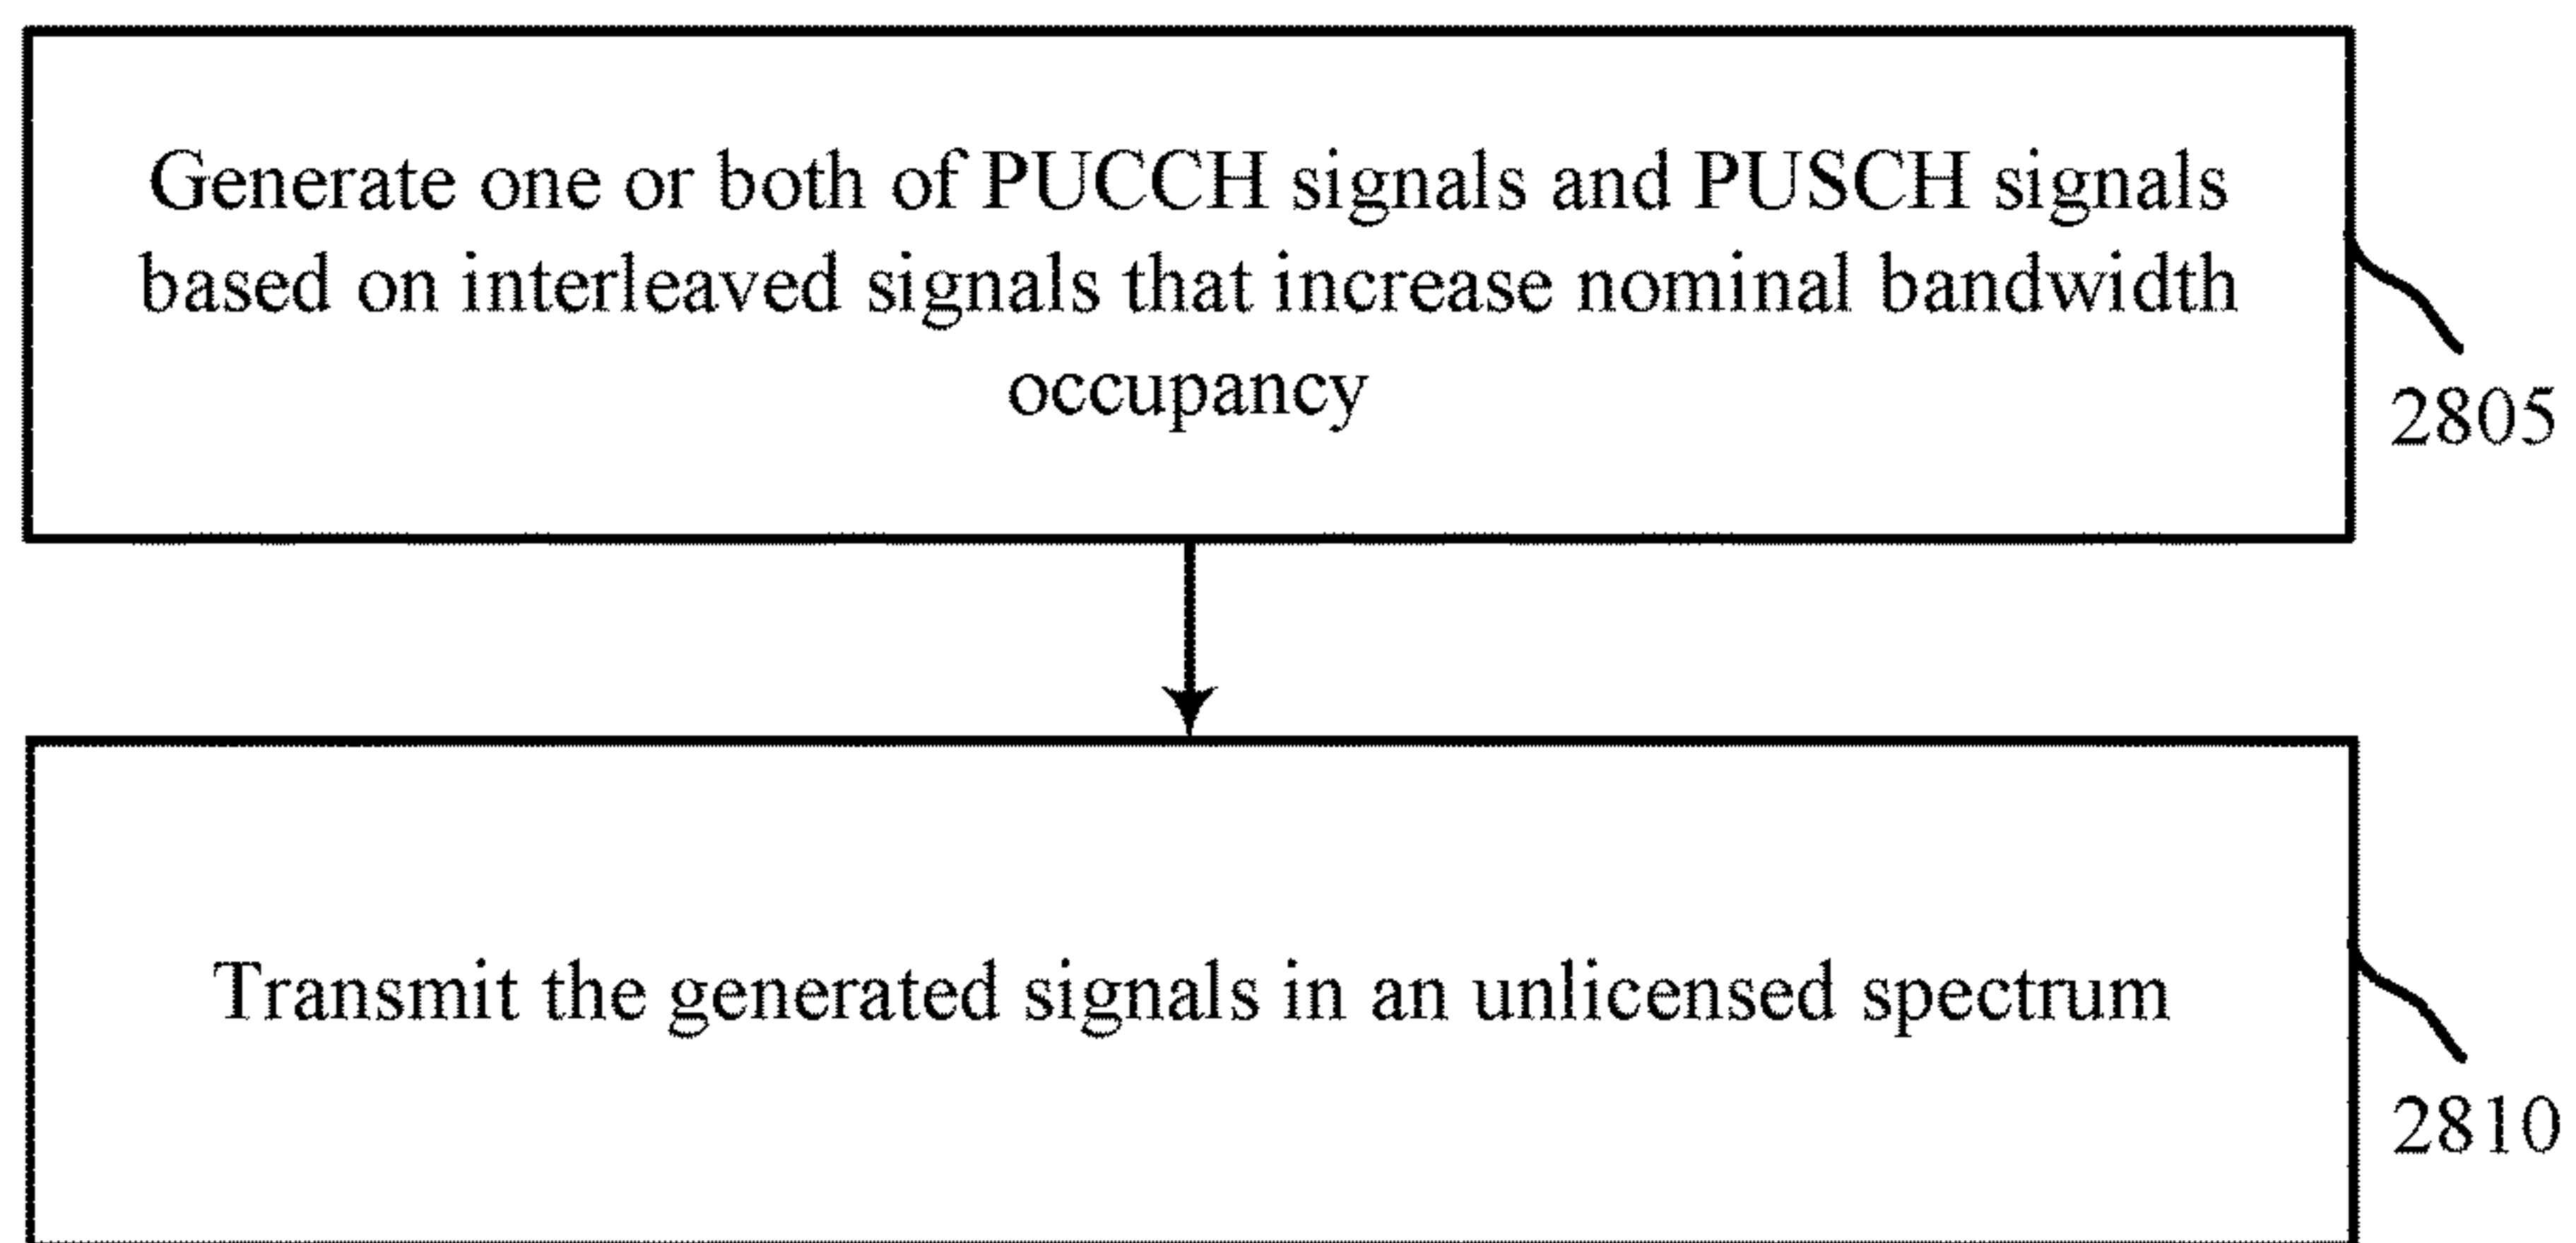 Generate one or both of PUCCH signals and PUSCH signals
based on interleaved signals that increase nominal bandwidth
occupancy
2805
Transmit the generated signals in an unlicensed spectrum
2810